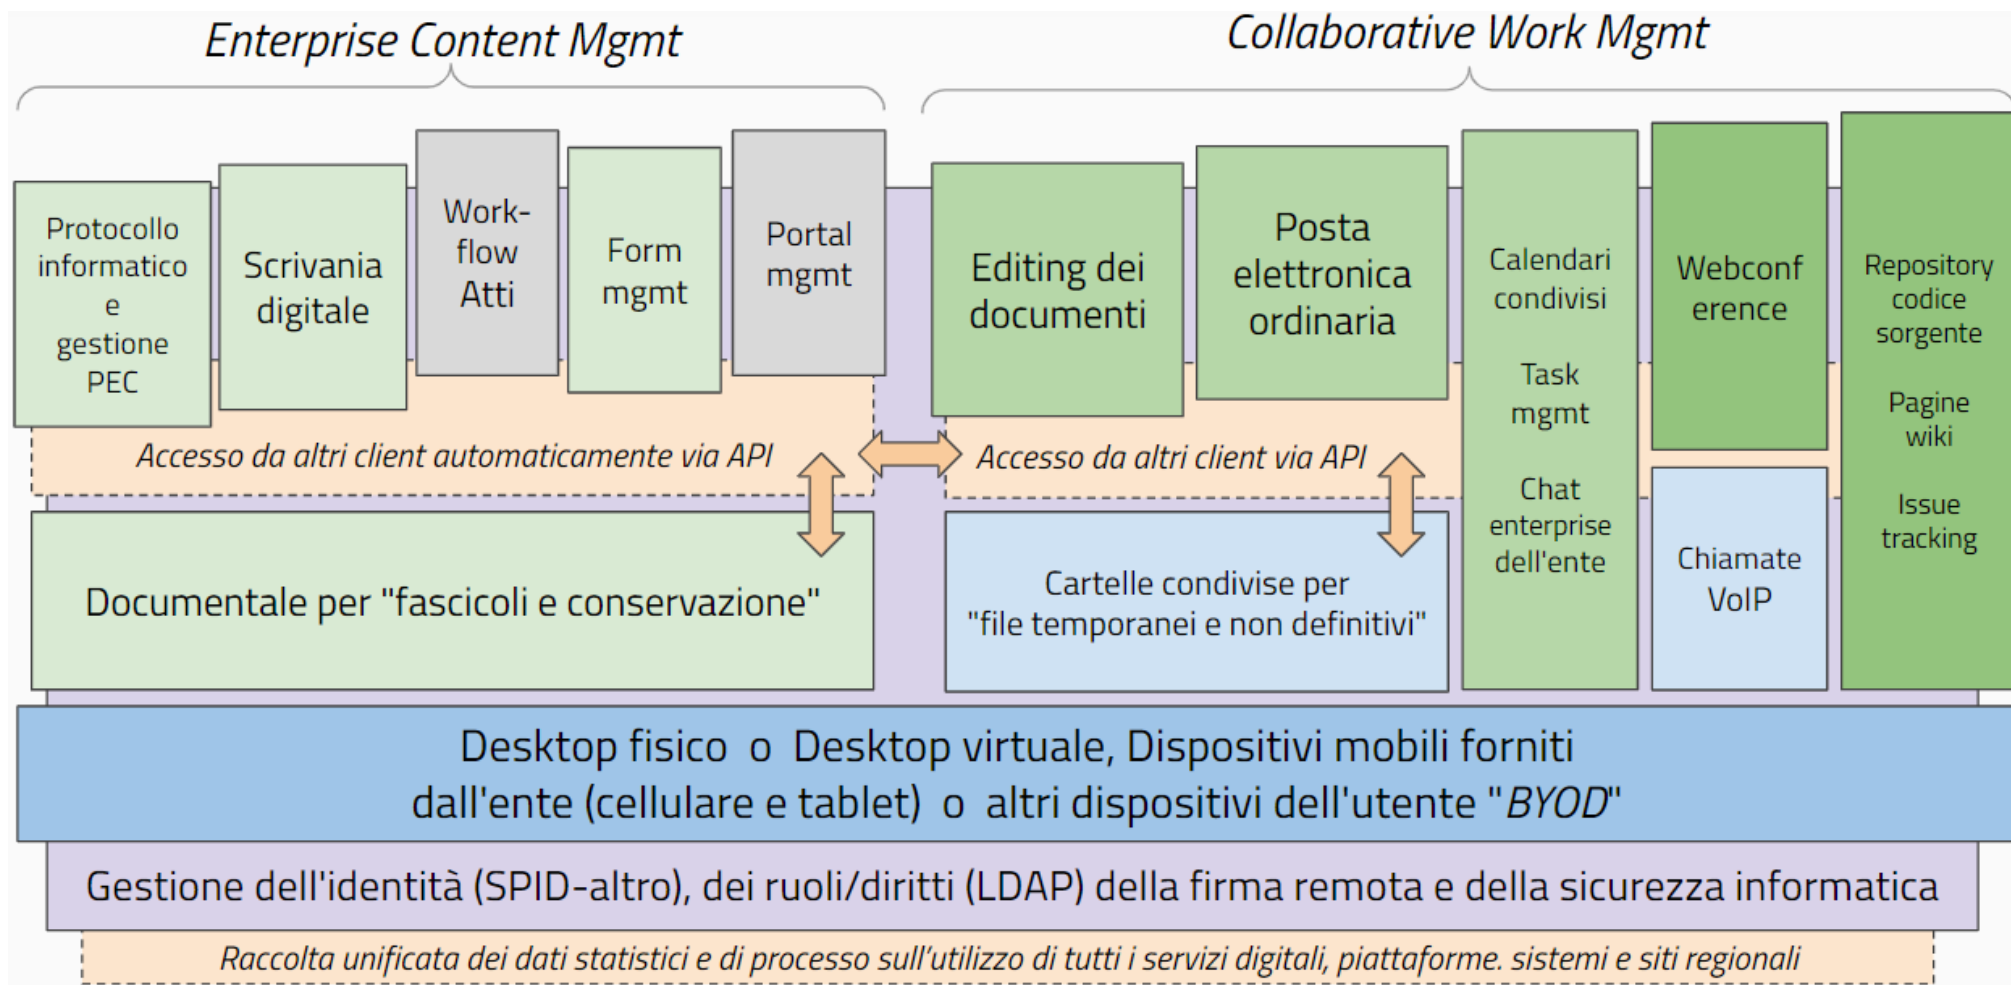 Enterprise Content Mgmt
Collaborative Work Mgmt
Protocollo
informatico
e
gestione
PEC
Scrivania
digitale
Work-
flow
Atti
Form
mgmt
Portal
mgmt
Editing dei
documenti
Posta
elettronica
ordinaria
Calendari
condivisi
Task
mgmt
Chat
enterprise
dell'ente
Webconf
erence
Chiamate
VoIP
Repository
codice
sorgente
Pagine
wiki
Issue
tracking
Accesso da altri client automaticamente via API
Accesso da altri client via API
Documentale per "fascicoli e conservazione"
Cartelle condivise per
"file temporanei e non definitivi"
Desktop fisico o Desktop virtuale, Dispositivi mobili forniti
dall'ente (cellulare e tablet) o altri dispositivi dell'utente "BYOD"
Gestione dell'identità (SPID-altro), dei ruoli/diritti (LDAP) della firma remota e della sicurezza informatica
Raccolta unificata dei dati statistici e di processo sull'utilizzo di tutti i servizi digitali, piattaforme. sistemi e siti regionali